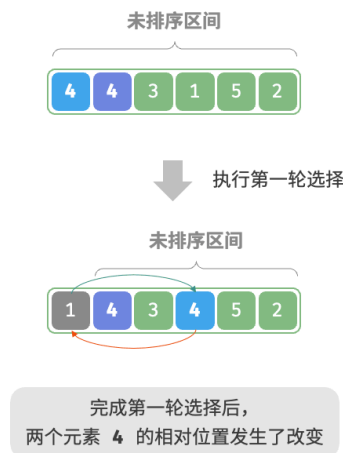 未排序区间
4 4 3 1 5 2
执行第一轮选择
未排序区间
1 4 3 4 5 2
完成第一轮选择后，
两个元素 4 的相对位置发生了改变